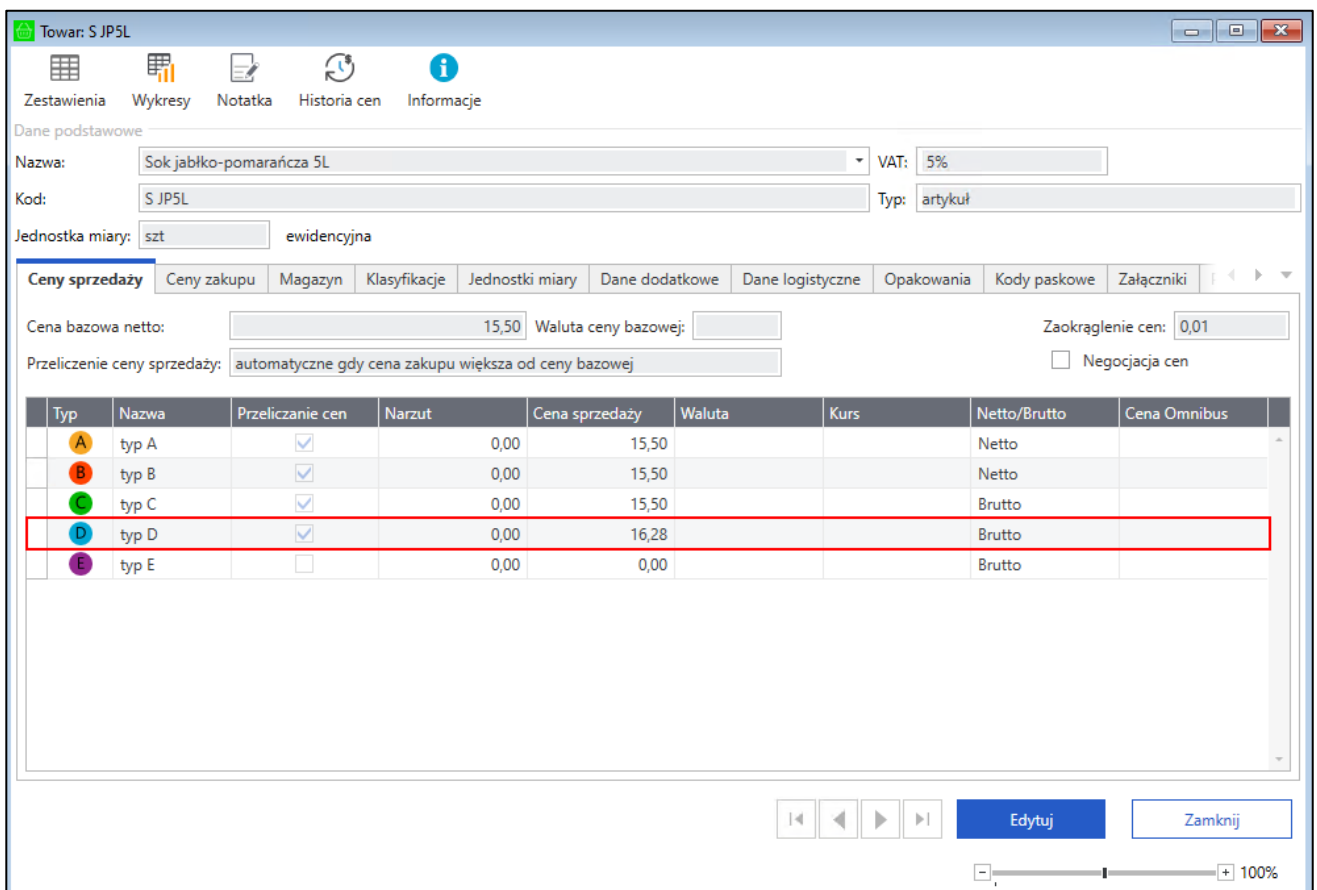 Towar: S JP5L
Zestawienia Wykresy Notatka Historia cen Informacje
Dane podstawowe
Nazwa: Sok jabłko-pomarańcza 5L VAT: 5%
Kod: S JP5L Typ: artykuł
Jednostka miary: szt ewidencyjna
Ceny sprzedaży Ceny zakupu Magazyn Klasyfikacje Jednostki miary Dane dodatkowe Dane logistyczne Opakowania Kody paskowe Załączniki
Cena bazowa netto: 15,50 Waluta ceny bazowej: Zaokrąglenie cen: 0,01
Przeliczenie ceny sprzedaży: automatyczne gdy cena zakupu większa od ceny bazowej Negocjacja cen
Typ Nazwa Przeliczanie cen Narzut Cena sprzedaży Waluta Kurs Netto/Brutto Cena Omnibus
A typ A 0,00 15,50 Netto
B typ B 0,00 15,50 Netto
C typ C 0,00 15,50 Brutto
D typ D 0,00 16,28 Brutto
E typ E 0,00 0,00 Brutto
Edytuj Zamknij
100%